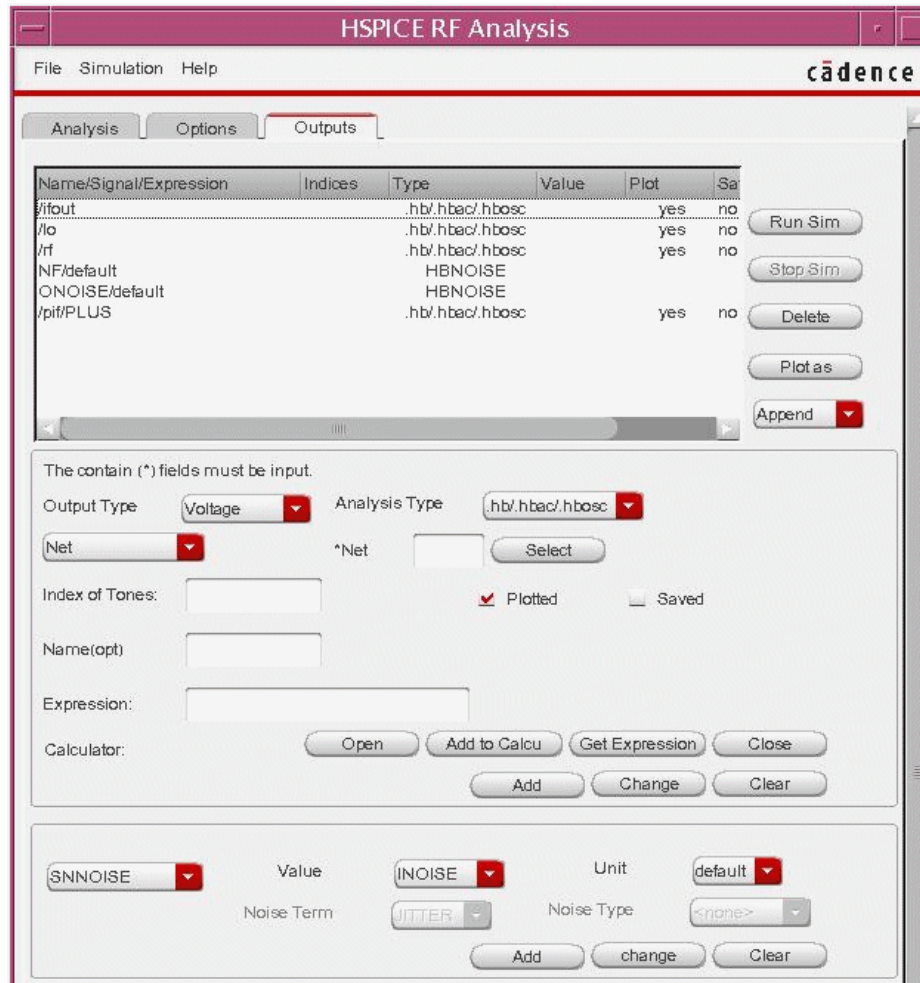 HSPICE RF Analysis
File Simulation Help
cādence
Analysis Options Outputs
Name/Signal/Expression Indices Type Value Plot Sa
/ifout .hb/.hbac/.hbosc yes no
/lo .hb/.hbac/.hbosc yes no
/rf .hb/.hbac/.hbosc yes no
NF/default HBNOISE
ONOISE/default HBNOISE
/pif/PLUS .hb/.hbac/.hbosc yes no
Run Sim
Stop Sim
Delete
Plot as
Append
The contain (*) fields must be input.
Output Type Voltage Analysis Type .hb/.hbac/.hbosc
Net *Net Select
Index of Tones: Plotted Saved
Name(opt)
Expression:
Calculator: Open Add to Calcu Get Expression Close
Add Change Clear
SNNOISE Value INOISE Unit default
Noise Term JITTER Noise Type <none>
Add change Clear